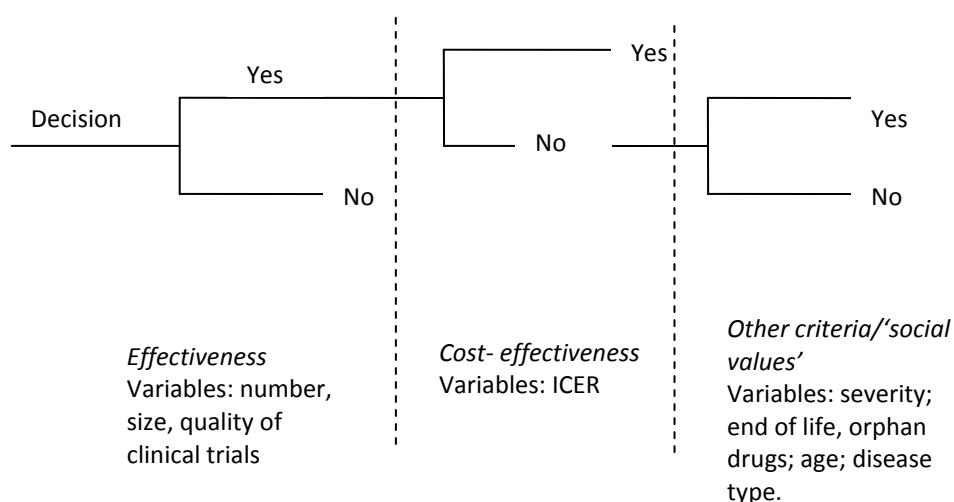 Yes
Yes
Decision
No
Yes
No
No
Effectiveness
Variables: number,
size, quality of
clinical trials
Cost- effectiveness
Variables: ICER
Other criteria/‘social
values’
Variables: severity;
end of life, orphan
drugs; age; disease
type.